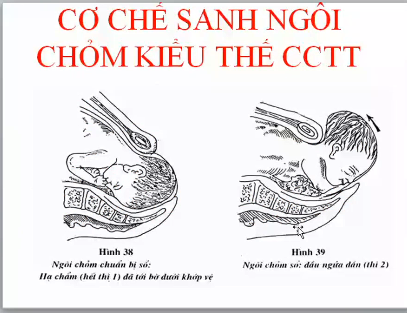 CƠ CHẾ SANH NGÔI
CHỎM KIỂU THẾ CCTT
Hình 38
Ngôi chỏm chuẩn bị sổ:
Hạ chẩm (hết thì 1) đã tới bờ dưới khớp vệ
Hình 39
Ngôi chỏm sổ: đầu ngửa dần (thì 2)